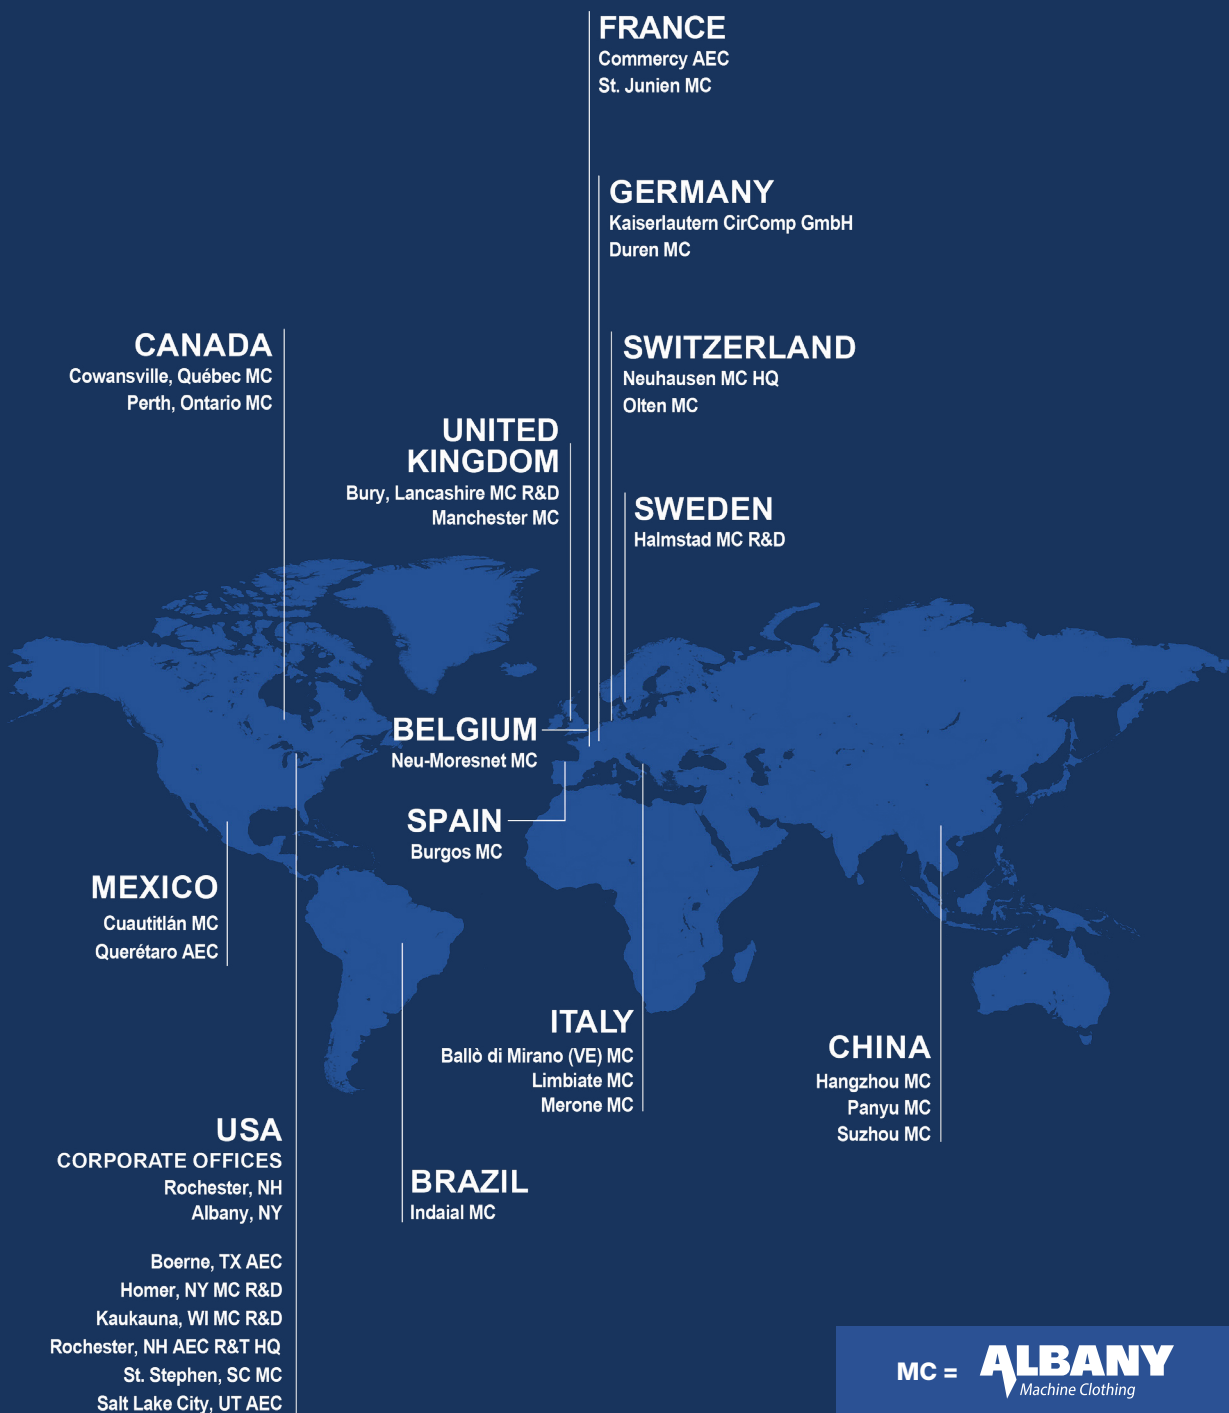 FRANCE
Commercy AEC
St. Junien MC
GERMANY
Kaiserlautern CirComp GmbH
Duren MC
CANADA
Cowansville, Québec MC
Perth, Ontario MC
SWITZERLAND
Neuhausen MC HQ
Olten MC
UNITED
KINGDOM
Bury, Lancashire MC R&D
Manchester MC
SWEDEN
Halmstad MC R&D
BELGIUM
Neu-Moresnet MC
SPAIN
Burgos MC
MEXICO
Cuautitlán MC
Querétaro AEC
ITALY
Ballò di Mirano (VE) MC
Limbiate MC
Merone MC
CHINA
Hangzhou MC
Panyu MC
Suzhou MC
USA
CORPORATE OFFICES
Rochester, NH
Albany, NY
Boerne, TX AEC
Homer, NY MC R&D
Kaukauna, WI MC R&D
Rochester, NH AEC R&T HQ
St. Stephen, SC MC
Salt Lake City, UT AEC
BRAZIL
Indaial MC
MC = ALBANY
Machine Clothing